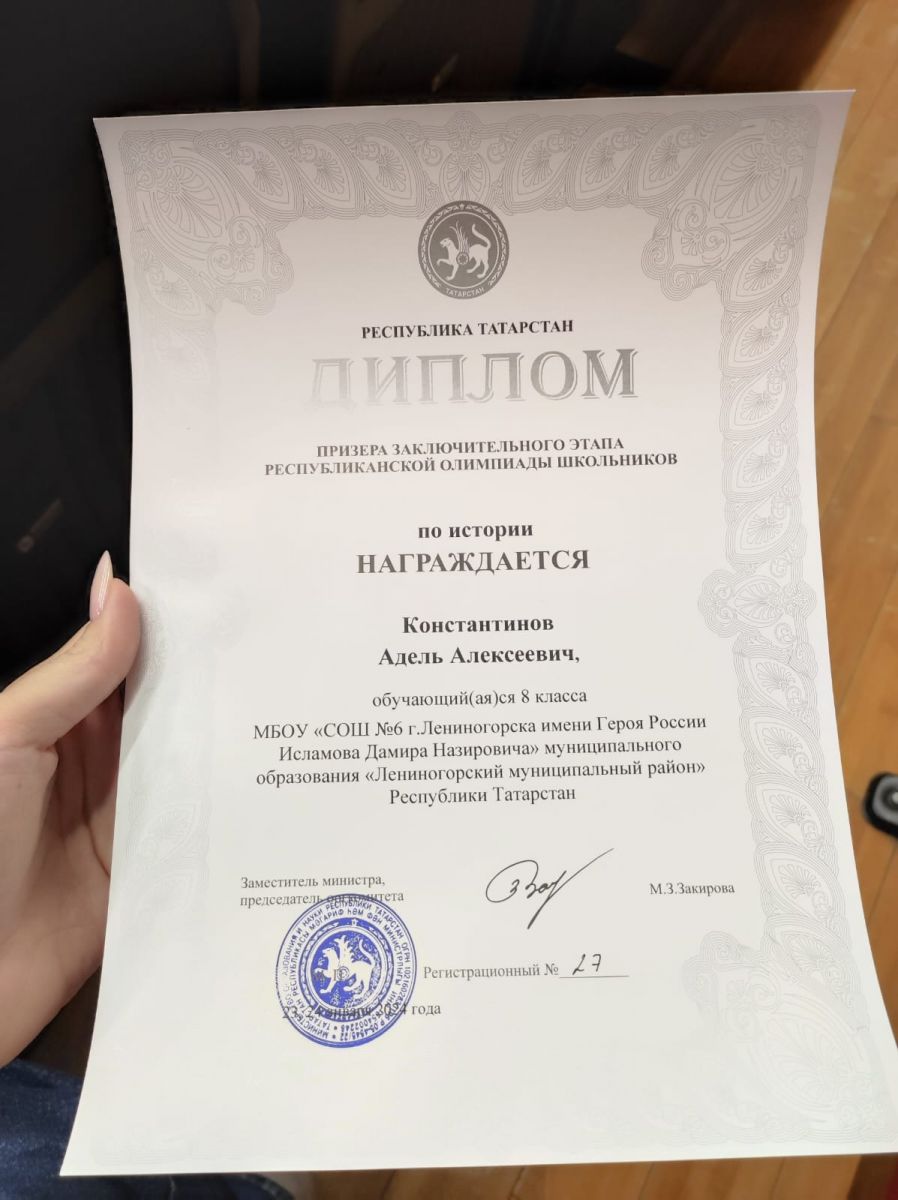 ТАТАРСТАН
РЕСПУБЛИКА ТАТАРСТАН
ДИПЛОМ
ПРИЗЕРА ЗАКЛЮЧИТЕЛЬНОГО ЭТАПА
РЕСПУБЛИКАНСКОЙ ОЛИМПИАДЫ ШКОЛЬНИКОВ
по истории
НАГРАЖДАЕТСЯ
Константинов
Адель Алексеевич,
обучающий(ая)ся 8 класса
МБОУ «СОШ №6 г.Лениногорска имени Героя России
Исламова Дамира Назировича» муниципального
образования «Лениногорский муниципальный район»
Республики Татарстан
Заместитель министра,
председатель оргкомитета
М.З.Закирова
Регистрационный № 27
января 2024 года